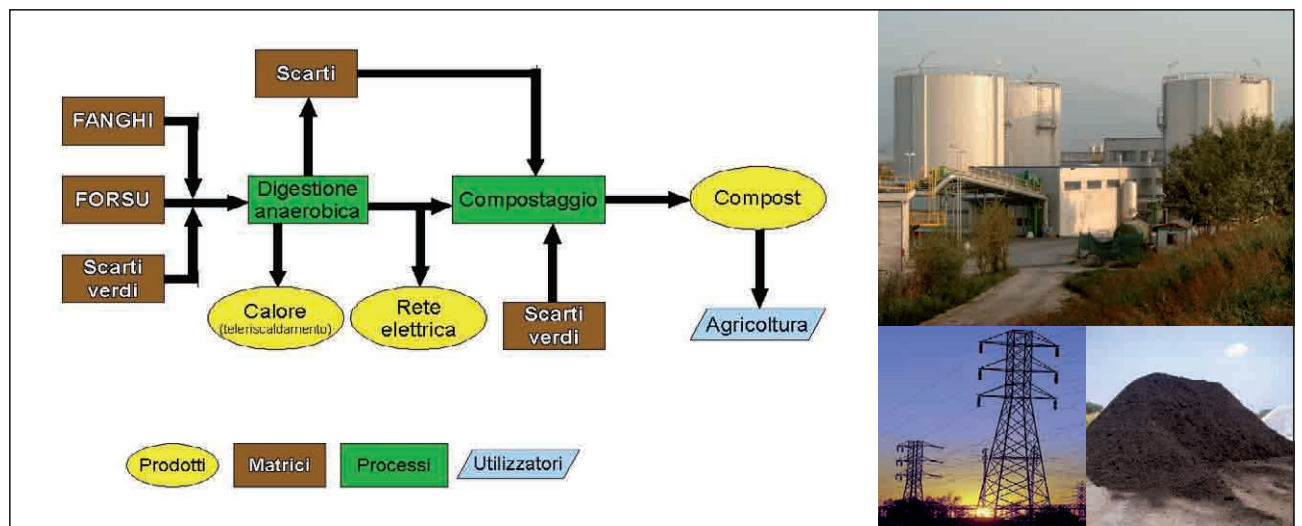 Scarti
FANGHI
FORSU
Scarti
verdi
Digestione
anaerobica
Compostaggio
Compost
Calore
(teleriscaldamento)
Rete
elettrica
Scarti
verdi
Agricoltura
Prodotti
Matrici
Processi
Utilizzatori